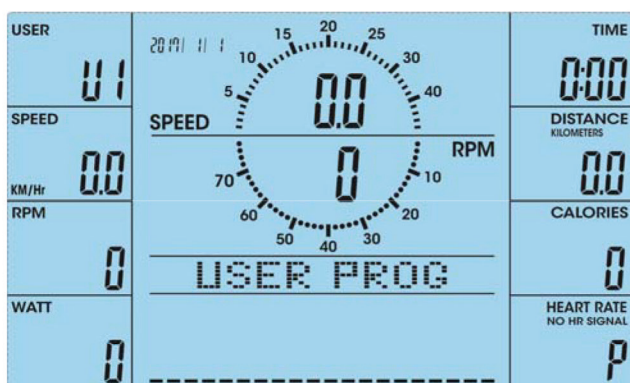 USER
U1
SPEED
0.0
KM/Hr
RPM
0
WATT
0
2017/ 1/ 1
5
10
15
20
25
30
40
SPEED
0.0
RPM
0
10
20
30
40
50
60
70
USER PROG
TIME
0:00
DISTANCE
KILOMETERS
0.0
CALORIES
0
HEART RATE
NO HR SIGNAL
P